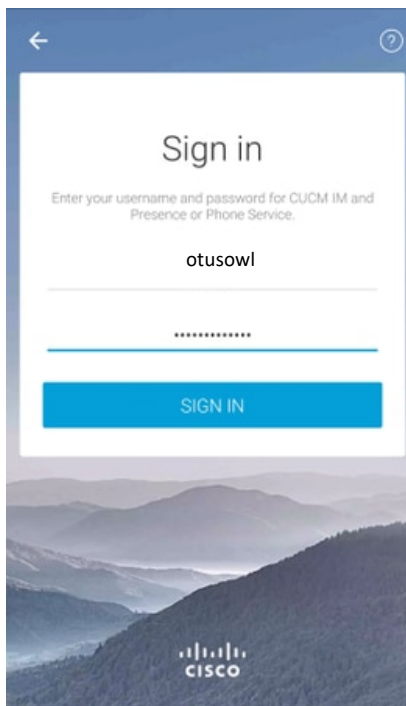 ?
Sign in
Enter your username and password for CUCM IM and
Presence or Phone Service.
otusowl
•••••••••••••
SIGN IN
CISCO